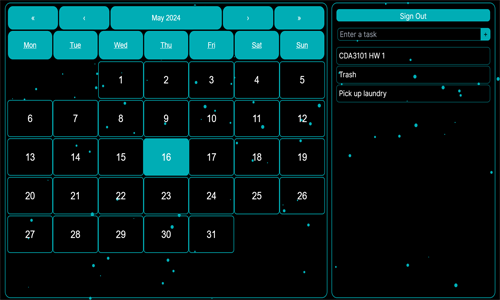 « ‹ May 2024 › »
Mon Tue Wed Thu Fri Sat Sun
1 2 3 4 5
6 7 8 9 10 11 12
13 14 15 16 17 18 19
20 21 22 23 24 25 26
27 28 29 30 31
Sign Out
Enter a task +
CDA3101 HW 1
Trash
Pick up laundry